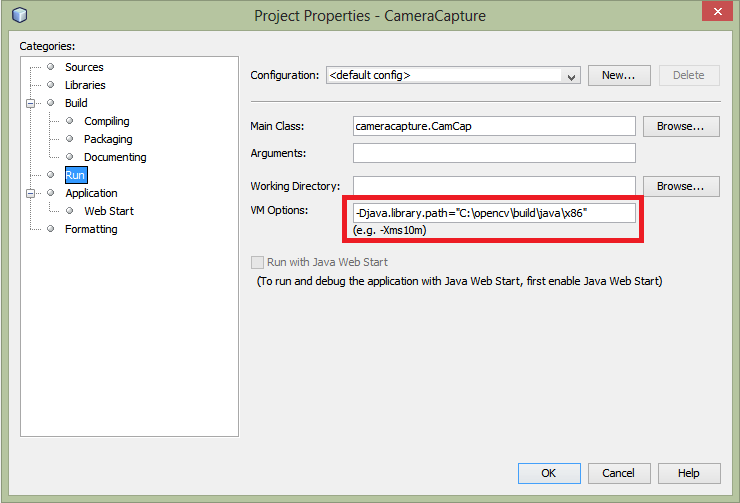 Project Properties - CameraCapture
Categories:
Sources
Libraries
Build
Compiling
Packaging
Documenting
Run
Application
Web Start
Formatting
Configuration: <default config> New... Delete
Main Class: cameracapture.CamCap Browse...
Arguments:
Working Directory: Browse...
VM Options: -Djava.library.path="C:\opencv\build\java\x86"
(e.g. -Xms10m)
Run with Java Web Start
(To run and debug the application with Java Web Start, first enable Java Web Start)
OK Cancel Help